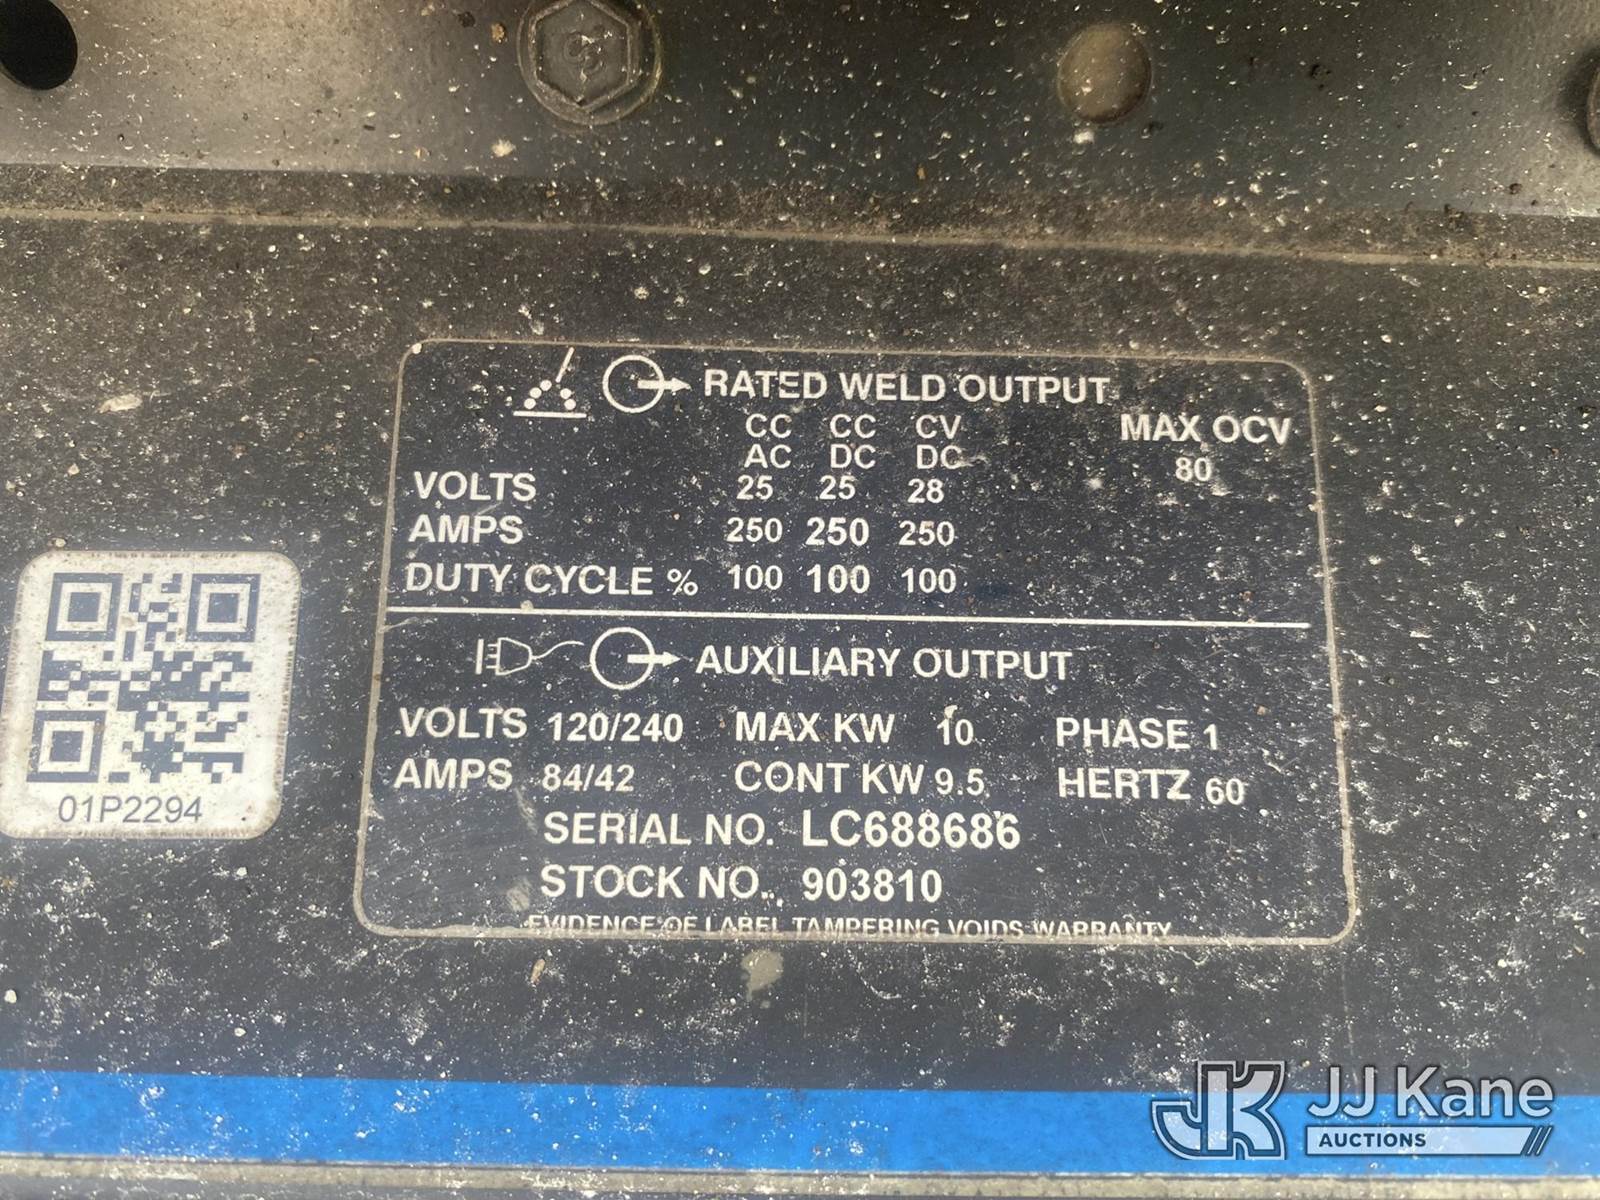 RATED WELD OUTPUT
CC CC CV MAX OCV
AC DC DC 80
VOLTS 25 25 28
AMPS 250 250 250
DUTY CYCLE % 100 100 100
AUXILIARY OUTPUT
VOLTS 120/240 MAX KW 10 PHASE 1
AMPS 84/42 CONT KW 9.5 HERTZ 60
SERIAL NO. LC688686
STOCK NO. 903810
EVIDENCE OF LABEL TAMPERING VOIDS WARRANTY
01P2294
JK JJ Kane
AUCTIONS